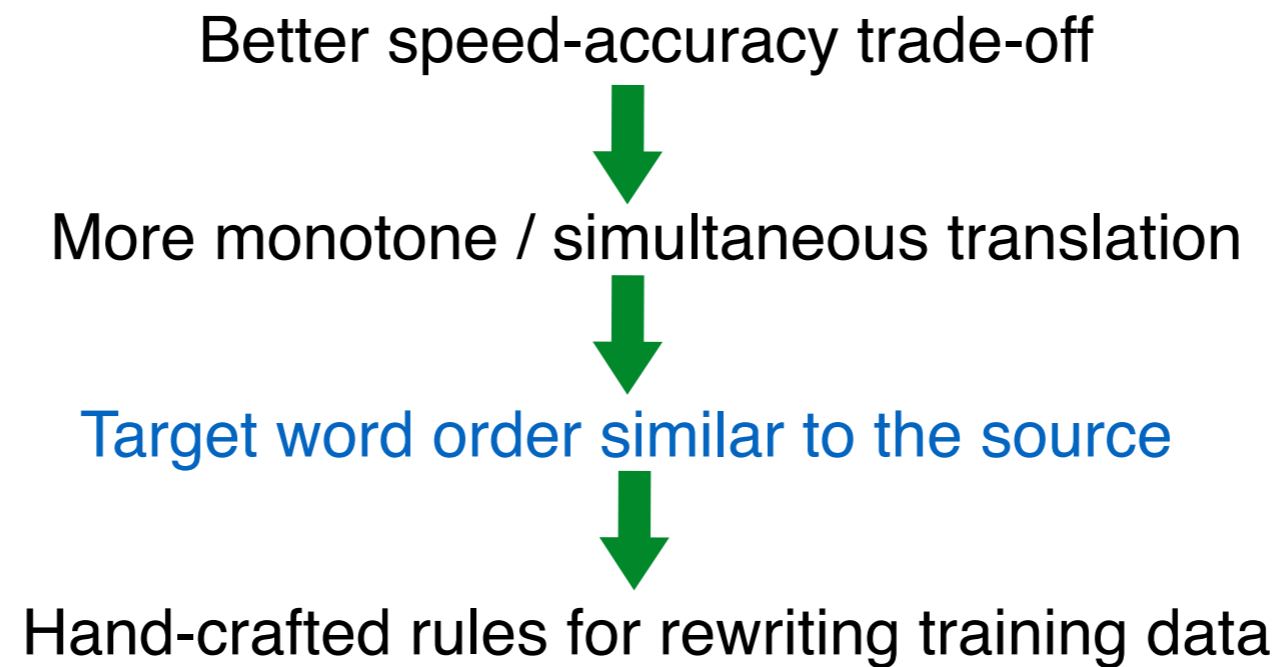 Better speed-accuracy trade-off
More monotone / simultaneous translation
Target word order similar to the source
Hand-crafted rules for rewriting training data